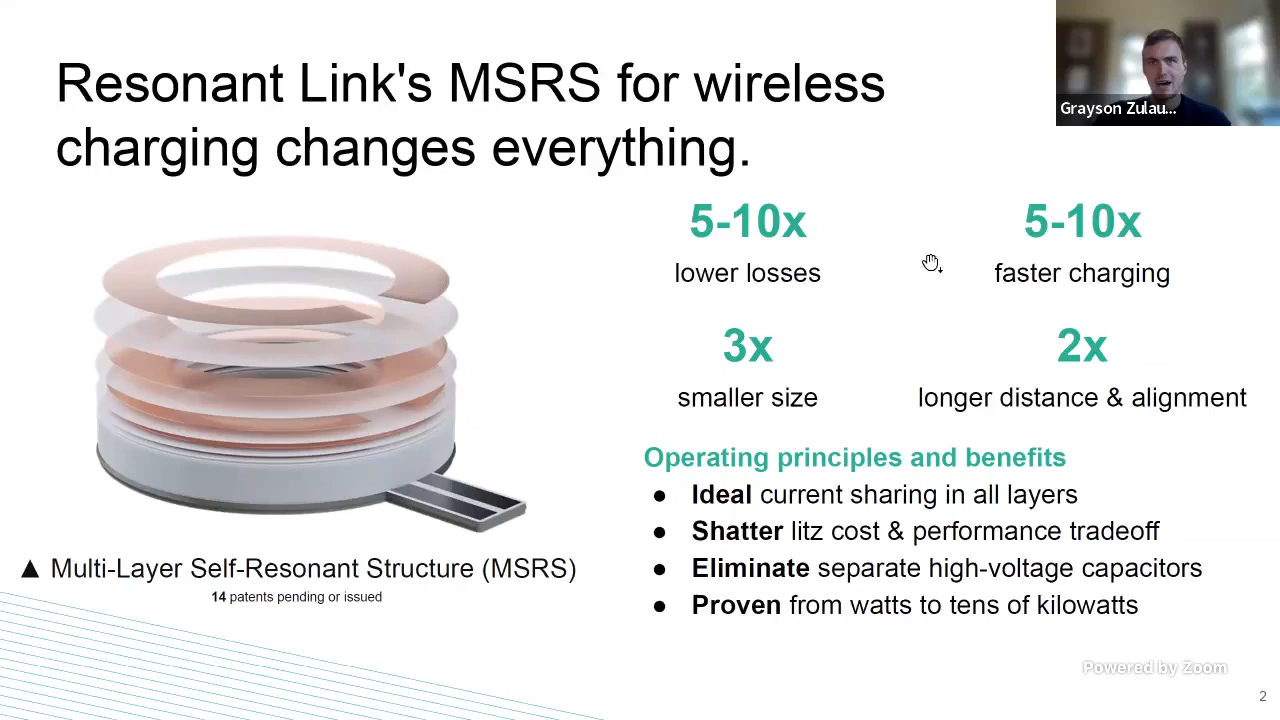 Resonant Link's MSRS for wireless
charging changes everything.
Grayson Zulau...
5-10x
lower losses
5-10x
faster charging
3x
smaller size
2x
longer distance & alignment
Operating principles and benefits
● Ideal current sharing in all layers
● Shatter litz cost & performance tradeoff
● Eliminate separate high-voltage capacitors
● Proven from watts to tens of kilowatts
▲ Multi-Layer Self-Resonant Structure (MSRS)
14 patents pending or issued
Powered by Zoom
2